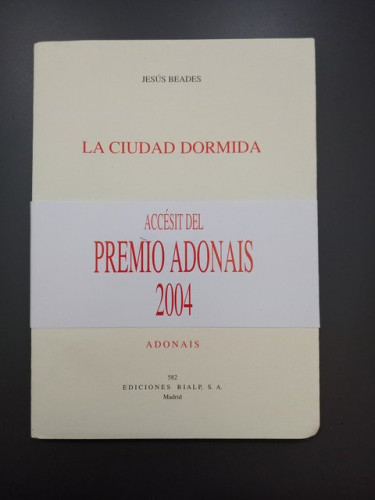 JESÚS BEADES
LA CIUDAD DORMIDA
ACCÉSIT DEL
PREMIO ADONAIS
2004
ADONAIS
582
EDICIONES RIALP, S. A.
Madrid